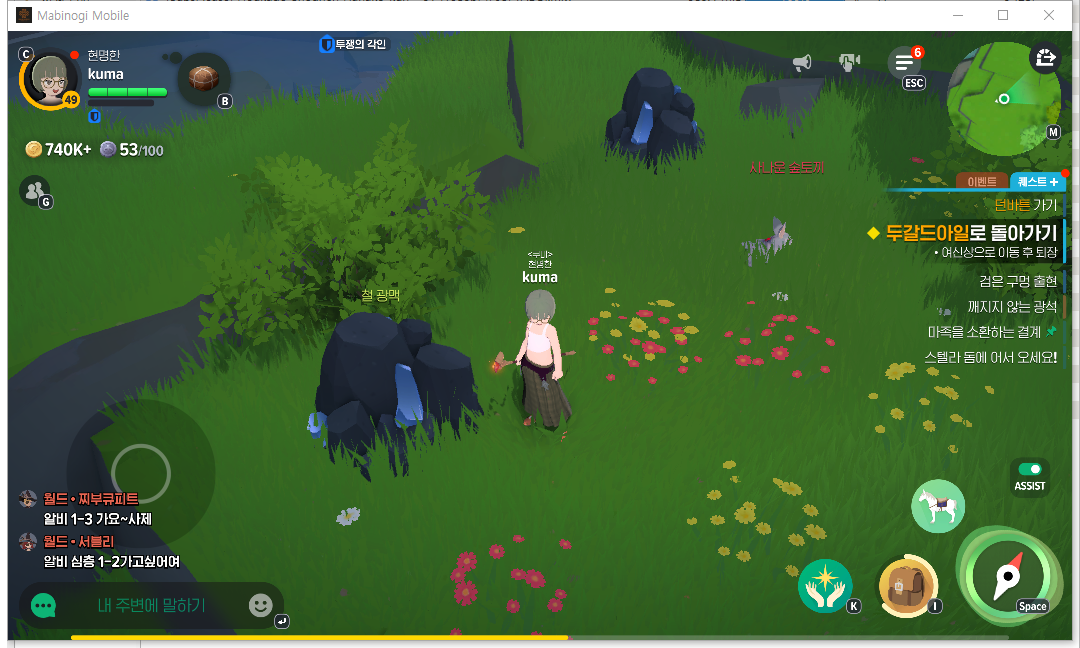 Mabinogi Mobile
C
현명한
kuma
49
B
투쟁의 각인
6
ESC
M
740K+ 53/100
G
사나운 숲토끼
이벤트 퀘스트 +
던바튼 가기
두갈드아일로 돌아가기
• 여신상으로 이동 후 퇴장
검은 구멍 출현
깨지지 않는 광석
마족을 소환하는 결계
스텔라 돔에 어서 오세요!
현명한
kuma
철 광맥
ASSIST
월드 • 찌부큐피트
알비 1-3 가요~사제
월드 • 서블리
알비 심층 1-2가고싶어여
내 주변에 말하기
K
I
Space